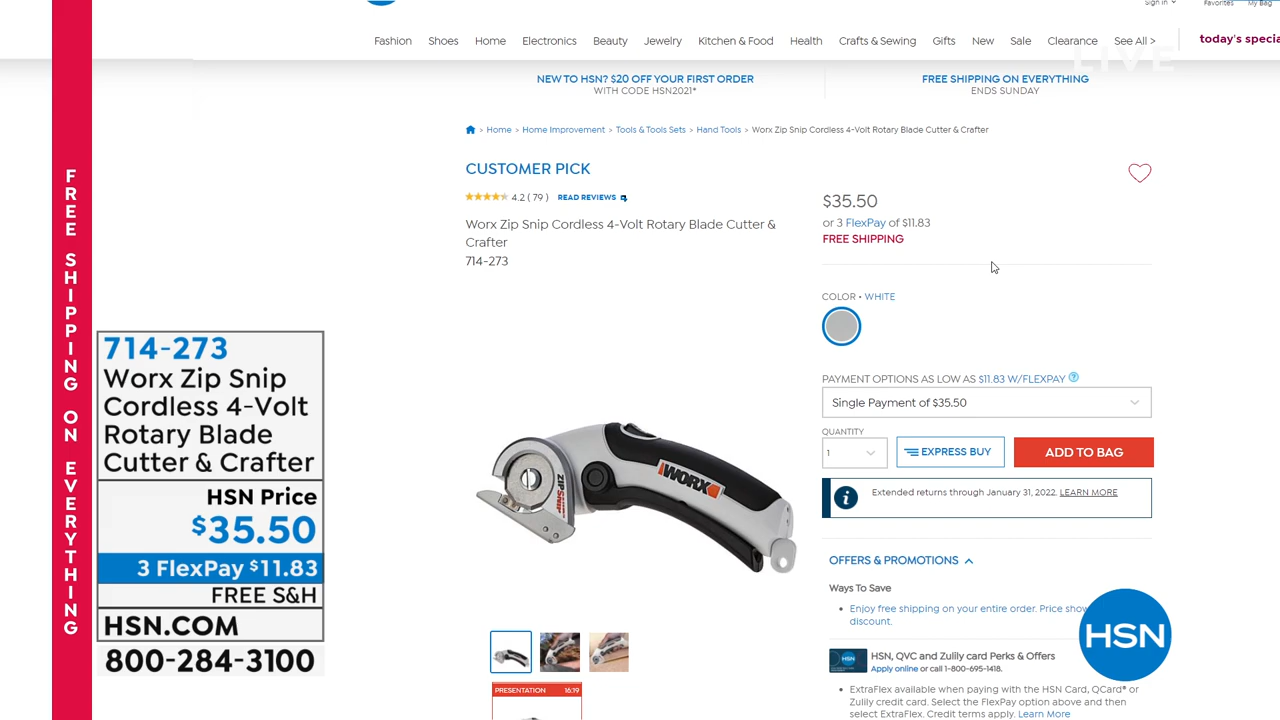 Sign In
Favorites
My Bag
Fashion Shoes Home Electronics Beauty Jewelry Kitchen & Food Health Crafts & Sewing Gifts New Sale Clearance See All >
today's specia
LIVE
NEW TO HSN? $20 OFF YOUR FIRST ORDER
WITH CODE HSN2021*
FREE SHIPPING ON EVERYTHING
ENDS SUNDAY
> Home > Home Improvement > Tools & Tools Sets > Hand Tools > Worx Zip Snip Cordless 4-Volt Rotary Blade Cutter & Crafter
CUSTOMER PICK
4.2 ( 79 ) READ REVIEWS
Worx Zip Snip Cordless 4-Volt Rotary Blade Cutter &
Crafter
714-273
$35.50
or 3 FlexPay of $11.83
FREE SHIPPING
COLOR • WHITE
PAYMENT OPTIONS AS LOW AS $11.83 W/FLEXPAY ?
Single Payment of $35.50
QUANTITY
1
EXPRESS BUY
ADD TO BAG
i
Extended returns through January 31, 2022. LEARN MORE
OFFERS & PROMOTIONS
Ways To Save
• Enjoy free shipping on your entire order. Price show
discount.
HSN
HSN, QVC and Zulily card Perks & Offers
Apply online or call 1-800-695-1418.
• ExtraFlex available when paying with the HSN Card, QCard® or
Zulily credit card. Select the FlexPay option above and then
select ExtraFlex. Credit terms apply. Learn More
WORX
ZIPSNIP
PRESENTATION 16:19
FREE SHIPPING ON EVERYTHING
714-273
Worx Zip Snip
Cordless 4-Volt
Rotary Blade
Cutter & Crafter
HSN Price
$35.50
3 FlexPay $11.83
FREE S&H
HSN.COM
800-284-3100
HSN